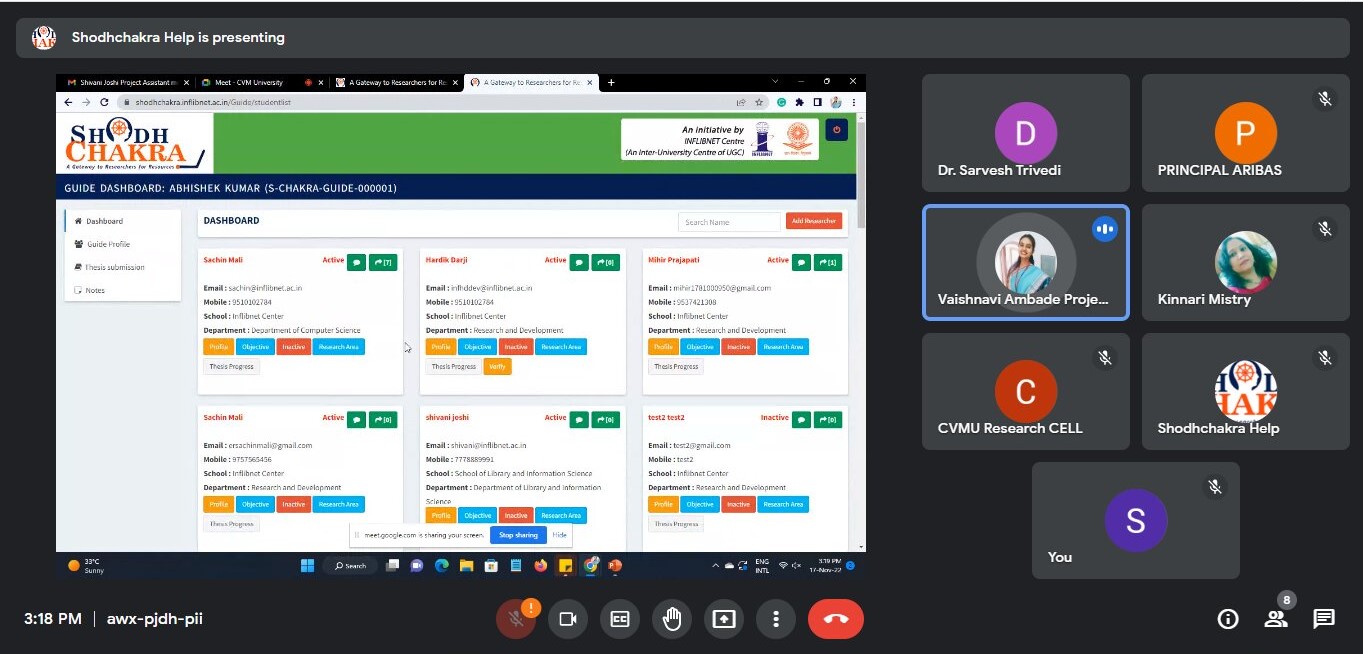 Shodhchakra Help is presenting
Shivani Joshi Project Assistant m
Meet - CVM University
A Gateway to Researchers for Re
A Gateway to Researchers for Re
shodhchakra.inflibnet.ac.in/Guide/studentlist
SHODH
CHAKRA
A Gateway to Researchers for Resources
An initiative by
INFLIBNET Centre
(An Inter-University Centre of UGC)
GUIDE DASHBOARD: ABHISHEK KUMAR (S-CHAKRA-GUIDE-000001)
Dashboard
Guide Profile
Thesis submission
Notes
DASHBOARD
Search Name
Add Researcher
Sachin Mali Active [7]
Email : sachin@inflibnet.ac.in
Mobile : 9510102784
School : Inflibnet Center
Department : Department of Computer Science
Profile Objective Inactive Research Area
Thesis Progress
Hardik Darji Active [6]
Email : infhddev@inflibnet.ac.in
Mobile : 9510102784
School : Inflibnet Center
Department : Research and Development
Profile Objective Inactive Research Area
Thesis Progress Verify
Mihir Prajapati Active [1]
Email : mihir1781000950@gmail.com
Mobile : 9537421308
School : Inflibnet Center
Department : Research and Development
Profile Objective Inactive Research Area
Thesis Progress
Sachin Mali Active [0]
Email : ersachinmali@gmail.com
Mobile : 9757565456
School : Inflibnet Center
Department : Research and Development
Profile Objective Inactive Research Area
Thesis Progress
shivani joshi Active [0]
Email : shivani@inflibnet.ac.in
Mobile : 7778889991
School : School of Library and Information Science
Department : Department of Library and Information
Science
Profile Objective Inactive Research Area
test2 test2 Inactive [0]
Email : test2@gmail.com
Mobile : test2
School : Inflibnet Center
Department : Research and Development
Profile Objective Inactive Research Area
Thesis Progress
meet.google.com is sharing your screen.
Stop sharing
Hide
33°C
Sunny
Search
ENG
INTL
3:19 PM
17-Nov-22
D
Dr. Sarvesh Trivedi
P
PRINCIPAL ARIBAS
Vaishnavi Ambade Proje...
Kinnari Mistry
C
CVMU Research CELL
Shodhchakra Help
S
You
3:18 PM | awx-pjdh-pii
8